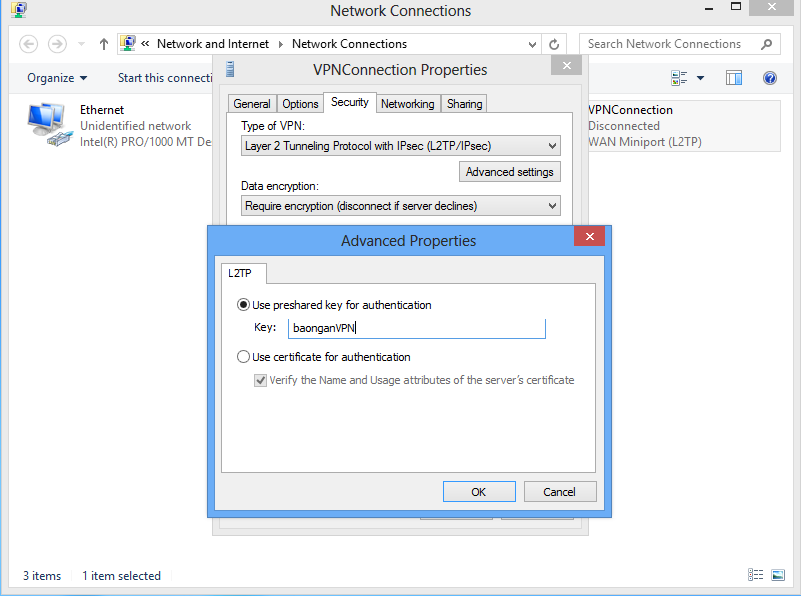 Network Connections
« Network and Internet Network Connections
Search Network Connections
Organize Start this connecti
Ethernet
Unidentified network
Intel(R) PRO/1000 MT De
VPNConnection
Disconnected
WAN Miniport (L2TP)
VPNConnection Properties
General Options Security Networking Sharing
Type of VPN:
Layer 2 Tunneling Protocol with IPsec (L2TP/IPsec)
Advanced settings
Data encryption:
Require encryption (disconnect if server declines)
Advanced Properties
L2TP
Use preshared key for authentication
Key: baonganVPN
Use certificate for authentication
Verify the Name and Usage attributes of the server's certificate
OK Cancel
3 items 1 item selected